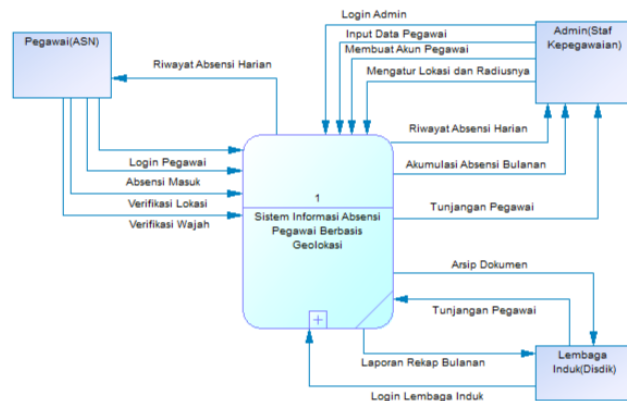 Login Admin
Input Data Pegawai
Membuat Akun Pegawai
Mengatur Lokasi dan Radiusnya
Pegawai(ASN)
Admin(Staf
Kepegawaian)
Riwayat Absensi Harian
Riwayat Absensi Harian
Login Pegawai
Akumulasi Absensi Bulanan
Absensi Masuk
Verifikasi Lokasi
Verifikasi Wajah
1
Sistem Informasi Absensi
Pegawai Berbasis
Geolokasi
Tunjangan Pegawai
Arsip Dokumen
Tunjangan Pegawai
Laporan Rekap Bulanan
Lembaga
Induk(Disdik)
Login Lembaga Induk